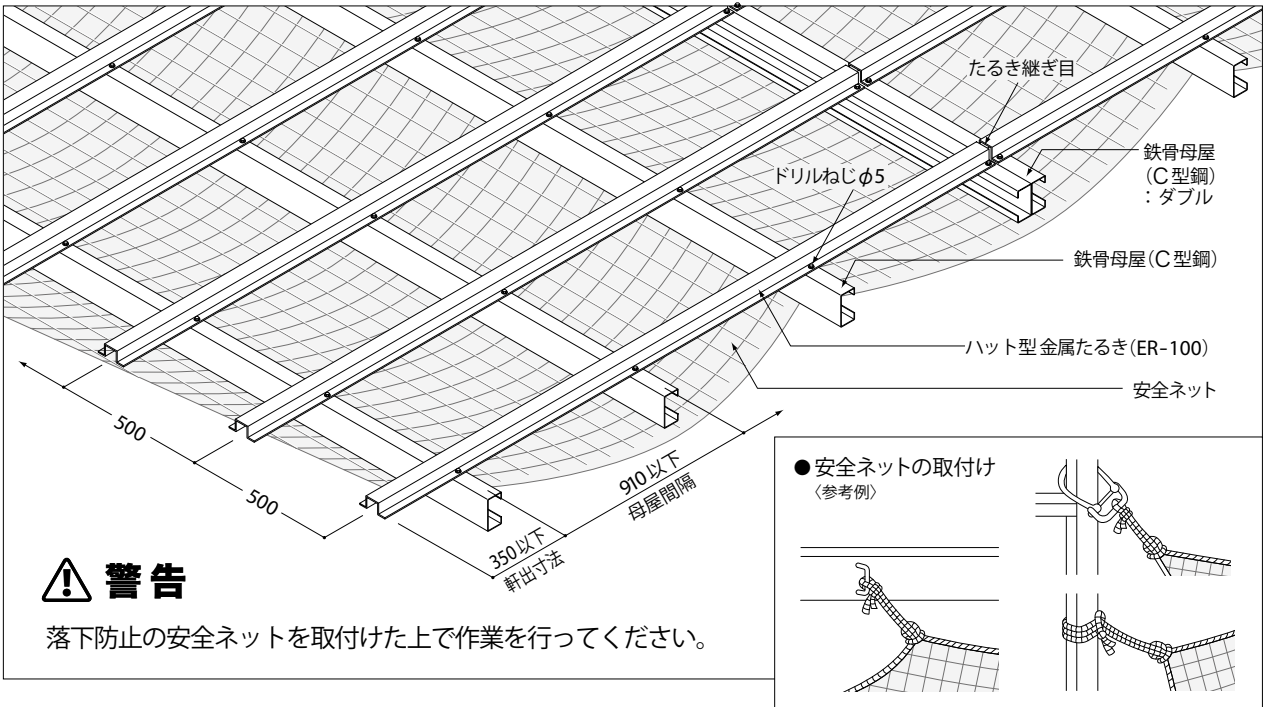 たるき継ぎ目
鉄骨母屋
(C型鋼)
:ダブル
ドリルねじφ5
鉄骨母屋(C型鋼)
ハット型金属たるき(ER-100)
安全ネット
500
500
910以下
母屋間隔
350以下
軒出寸法
警告
落下防止の安全ネットを取付けた上で作業を行ってください。
●安全ネットの取付け
〈参考例〉